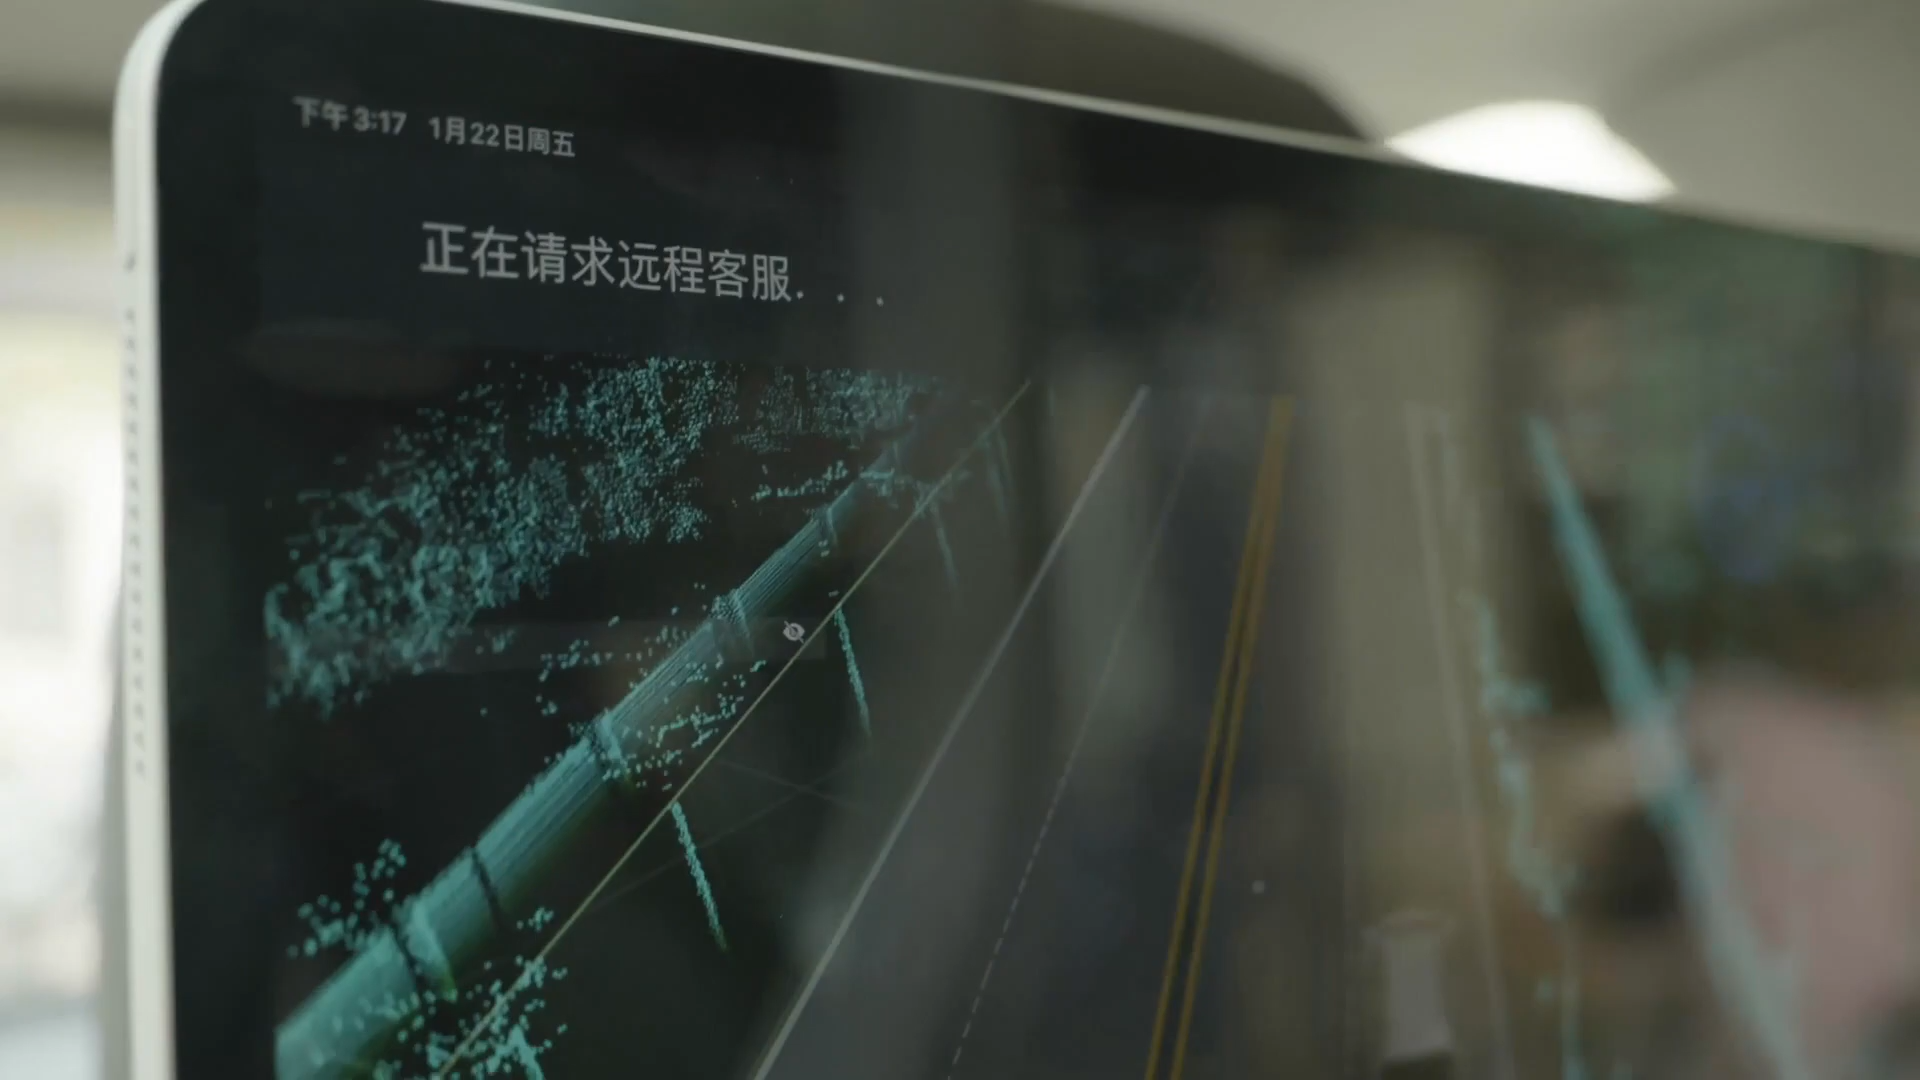 下午3:17 1月22日周五
正在请求远程客服. . .